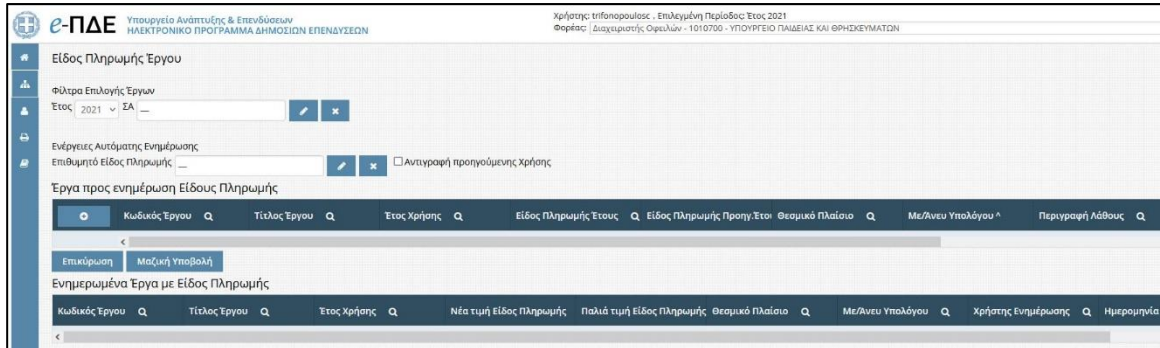 e-ΠΔΕ
Υπουργείο Ανάπτυξης & Επενδύσεων
ΗΛΕΚΤΡΟΝΙΚΟ ΠΡΟΓΡΑΜΜΑ ΔΗΜΟΣΙΩΝ ΕΠΕΝΔΥΣΕΩΝ
Χρήστης: trifonopoulosc , Επιλεγμένη Περίοδος: Έτος 2021
Φορέας: Διαχειριστής Οφειλών - 1010700 - ΥΠΟΥΡΓΕΙΟ ΠΑΙΔΕΙΑΣ ΚΑΙ ΘΡΗΣΚΕΥΜΑΤΩΝ
Είδος Πληρωμής Έργου
Φίλτρα Επιλογής Έργων
Έτος 2021 ΣΑ __
Ενέργειες Αυτόματης Ενημέρωσης
Επιθυμητό Είδος Πληρωμής __ Αντιγραφή προηγούμενης Χρήσης
Έργα προς ενημέρωση Είδους Πληρωμής
Κωδικός Έργου Τίτλος Έργου Έτος Χρήσης Είδος Πληρωμής Έτους Είδος Πληρωμής Προηγ.Έτου Θεσμικό Πλαίσιο Με/Άνευ Υπολόγου ^ Περιγραφή Λάθους
Επικύρωση Μαζική Υποβολή
Ενημερωμένα Έργα με Είδος Πληρωμής
Κωδικός Έργου Τίτλος Έργου Έτος Χρήσης Νέα τιμή Είδος Πληρωμής Παλιά τιμή Είδος Πληρωμής Θεσμικό Πλαίσιο Με/Άνευ Υπολόγου Χρήστης Ενημέρωσης Ημερομηνία